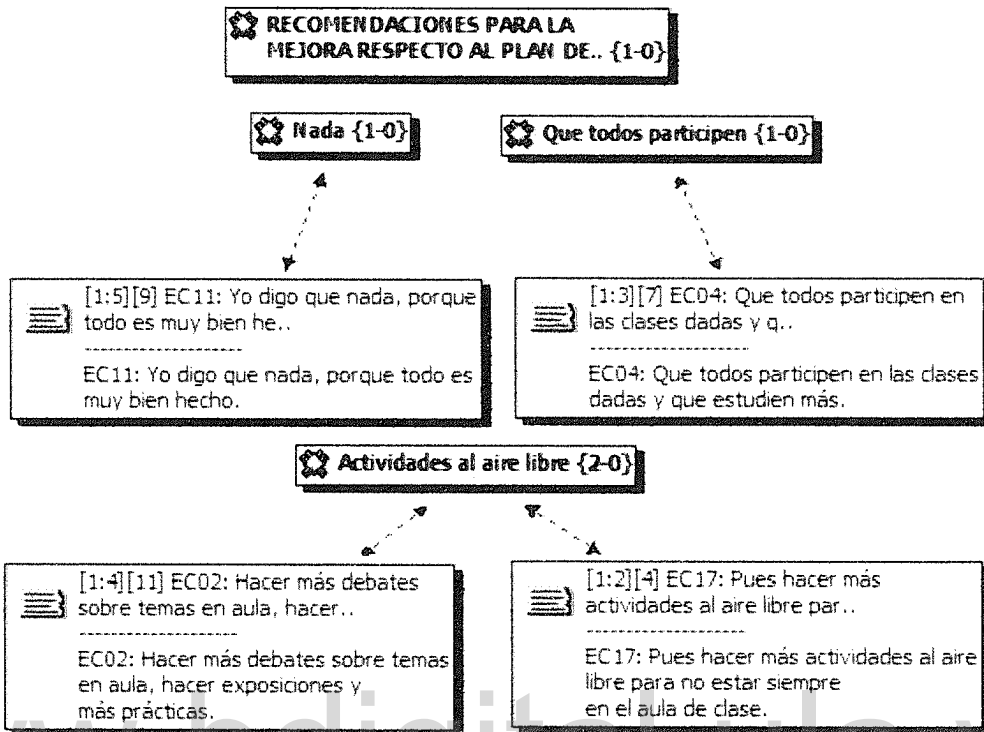 RECOMENDACIONES PARA LA
MEJORA RESPECTO AL PLAN DE.. {1-0}
Nada {1-0}
Que todos participen {1-0}
[1:5][9] EC11: Yo digo que nada, porque
todo es muy bien he..
--------------------
EC11: Yo digo que nada, porque todo es
muy bien hecho.
[1:3][7] EC04: Que todos participen en
las clases dadas y q..
--------------------
EC04: Que todos participen en las clases
dadas y que estudien más.
Actividades al aire libre {2-0}
[1:4][11] EC02: Hacer más debates
sobre temas en aula, hacer..
--------------------
EC02: Hacer más debates sobre temas
en aula, hacer exposiciones y
más prácticas.
[1:2][4] EC17: Pues hacer más
actividades al aire libre par..
--------------------
EC17: Pues hacer más actividades al aire
libre para no estar siempre
en el aula de clase.